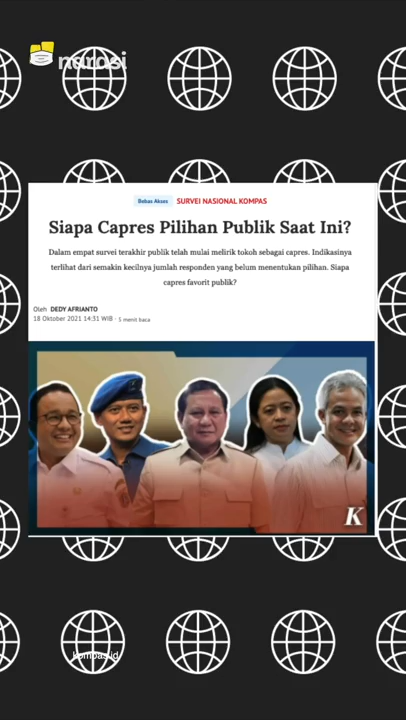 narasi
Bebas Akses SURVEI NASIONAL KOMPAS
Siapa Capres Pilihan Publik Saat Ini?
Dalam empat survei terakhir publik telah mulai melirik tokoh sebagai capres. Indikasinya
terlihat dari semakin kecilnya jumlah responden yang belum menentukan pilihan. Siapa
capres favorit publik?
Oleh DEDY AFRIANTO
18 Oktober 2021 14:31 WIB · 5 menit baca
K
kompas.id